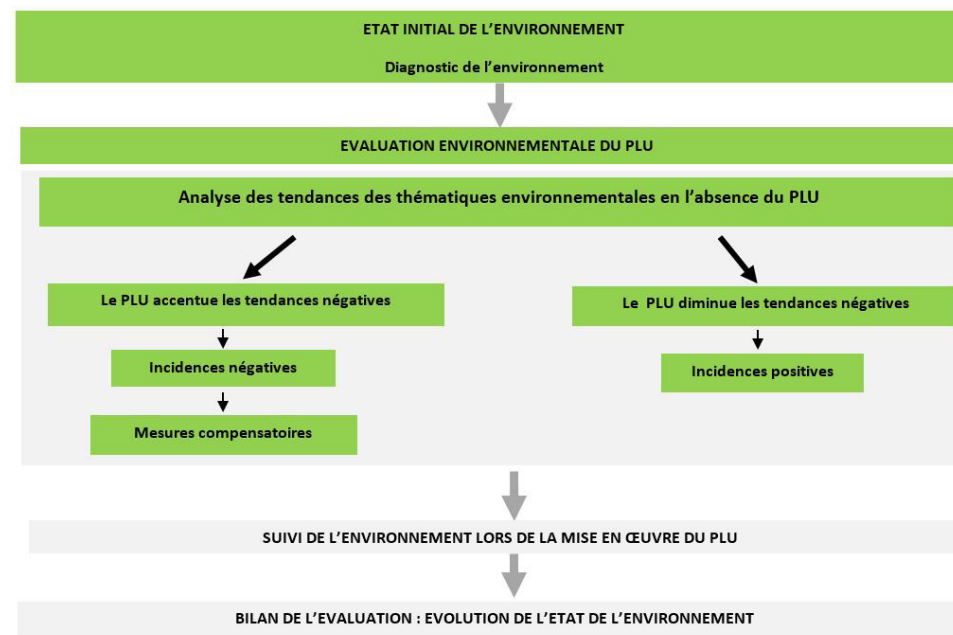 ETAT INITIAL DE L’ENVIRONNEMENT
Diagnostic de l’environnement
EVALUATION ENVIRONNEMENTALE DU PLU
Analyse des tendances des thématiques environnementales en l’absence du PLU
Le PLU accentue les tendances négatives
Le PLU diminue les tendances négatives
Incidences négatives
Incidences positives
Mesures compensatoires
SUIVI DE L’ENVIRONNEMENT LORS DE LA MISE EN ŒUVRE DU PLU
BILAN DE L’EVALUATION : EVOLUTION DE L’ETAT DE L’ENVIRONNEMENT